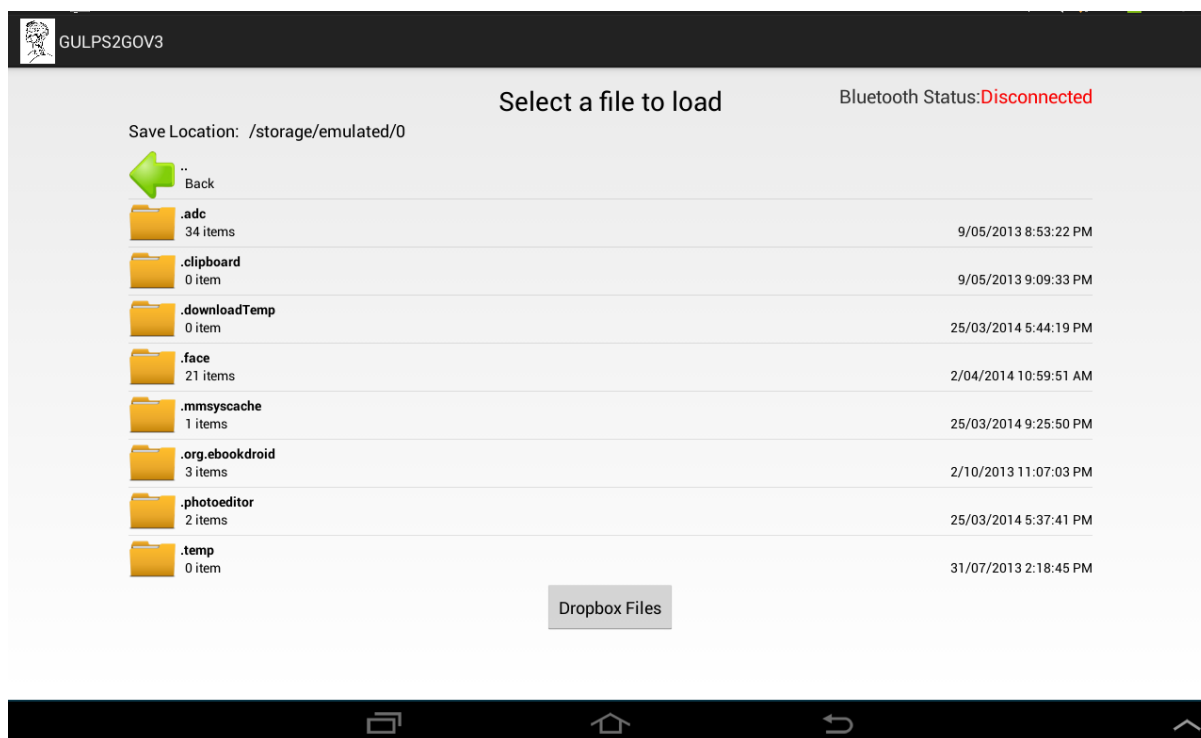 GULPS2GOV3
Select a file to load
Bluetooth Status:Disconnected
Save Location: /storage/emulated/0
..
Back
.adc
34 items
9/05/2013 8:53:22 PM
.clipboard
0 item
9/05/2013 9:09:33 PM
.downloadTemp
0 item
25/03/2014 5:44:19 PM
.face
21 items
2/04/2014 10:59:51 AM
.mmsyscache
1 items
25/03/2014 9:25:50 PM
.org.ebookdroid
3 items
2/10/2013 11:07:03 PM
.photoeditor
2 items
25/03/2014 5:37:41 PM
.temp
0 item
31/07/2013 2:18:45 PM
Dropbox Files